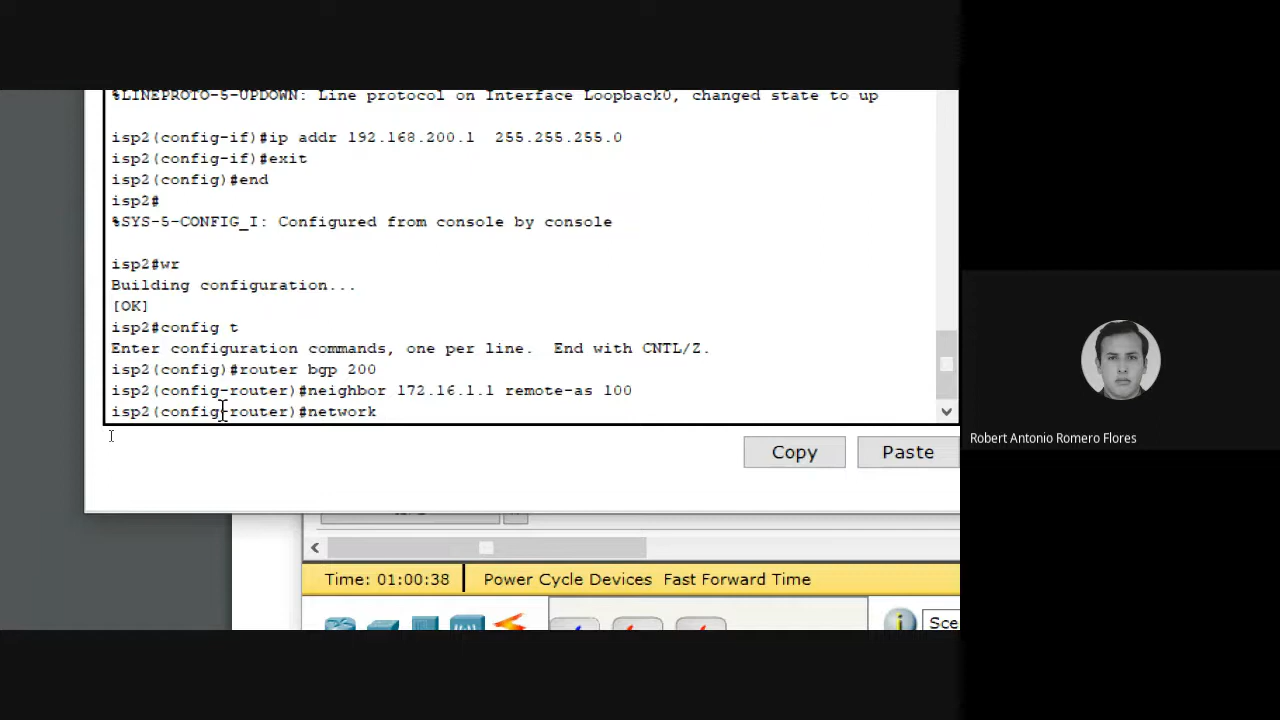 %LINEPROTO-5-UPDOWN: Line protocol on Interface Loopback0, changed state to up
isp2(config-if)#ip addr 192.168.200.1  255.255.255.0
isp2(config-if)#exit
isp2(config)#end
isp2#
%SYS-5-CONFIG_I: Configured from console by console
isp2#wr
Building configuration...
[OK]
isp2#config t
Enter configuration commands, one per line.  End with CNTL/Z.
isp2(config)#router bgp 200
isp2(config-router)#neighbor 172.16.1.1 remote-as 100
isp2(config-router)#network
Copy
Paste
Robert Antonio Romero Flores
Time: 01:00:38
Power Cycle Devices  Fast Forward Time
Sce